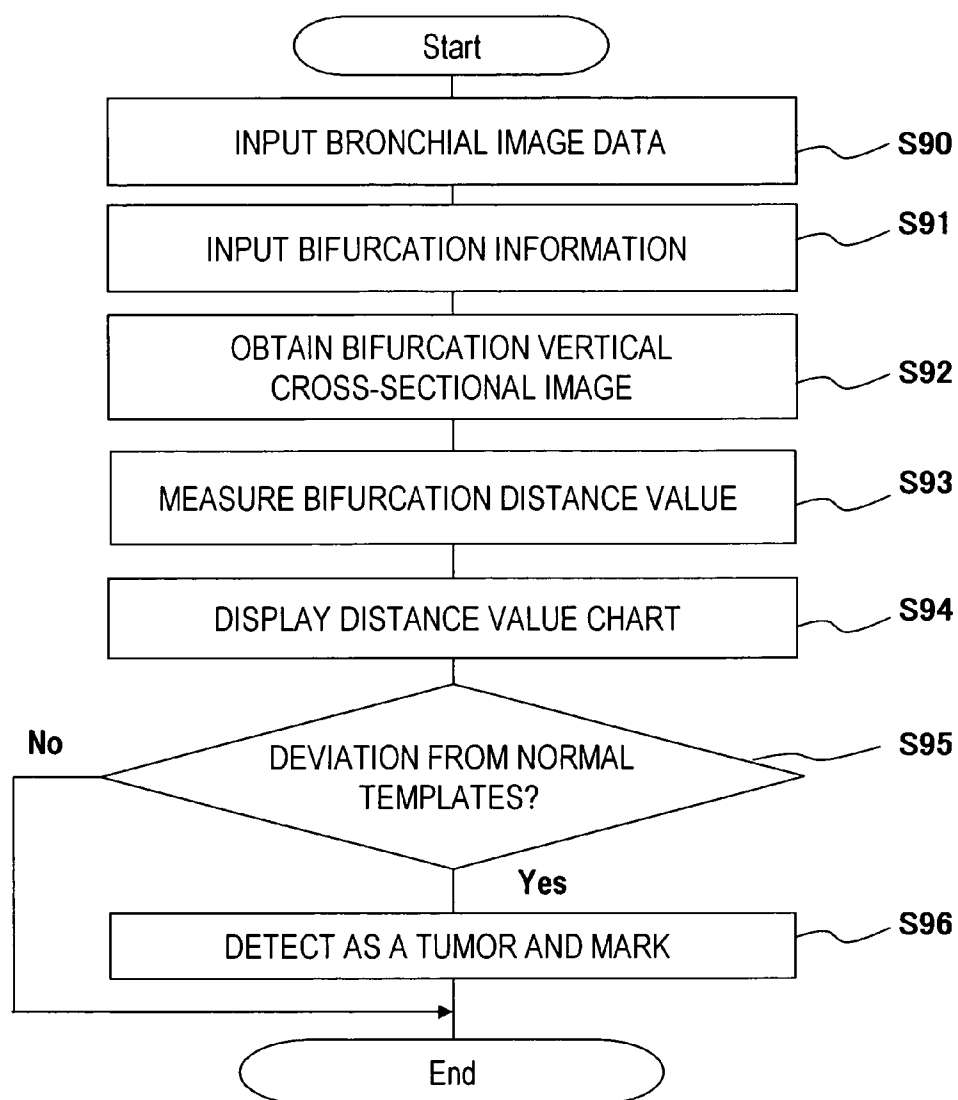 Start
INPUT BRONCHIAL IMAGE DATA
S90
INPUT BIFURCATION INFORMATION
S91
OBTAIN BIFURCATION VERTICAL
CROSS-SECTIONAL IMAGE
S92
MEASURE BIFURCATION DISTANCE VALUE
S93
DISPLAY DISTANCE VALUE CHART
S94
No
DEVIATION FROM NORMAL
TEMPLATES?
S95
Yes
DETECT AS A TUMOR AND MARK
S96
End